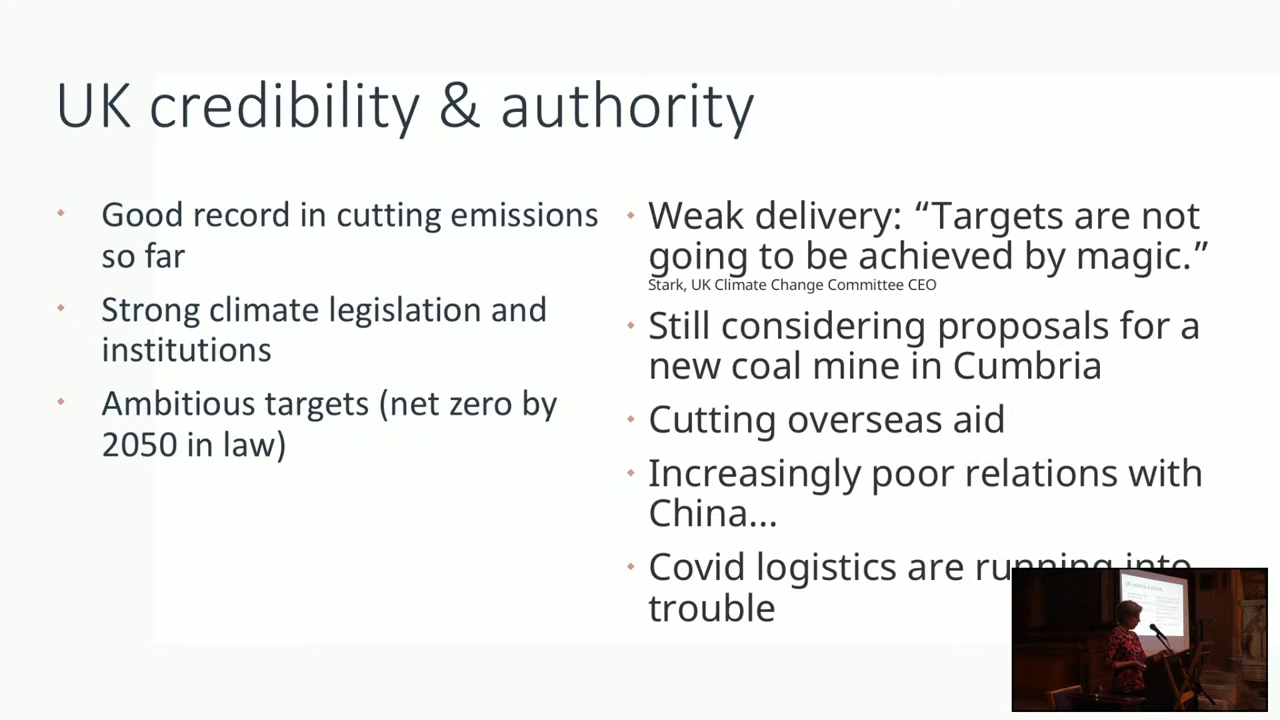 UK credibility & authority
Good record in cutting emissions
so far
Strong climate legislation and
institutions
Ambitious targets (net zero by
2050 in law)
Weak delivery: “Targets are not
going to be achieved by magic.”
Stark, UK Climate Change Committee CEO
Still considering proposals for a
new coal mine in Cumbria
Cutting overseas aid
Increasingly poor relations with
China...
Covid logistics are running into
trouble